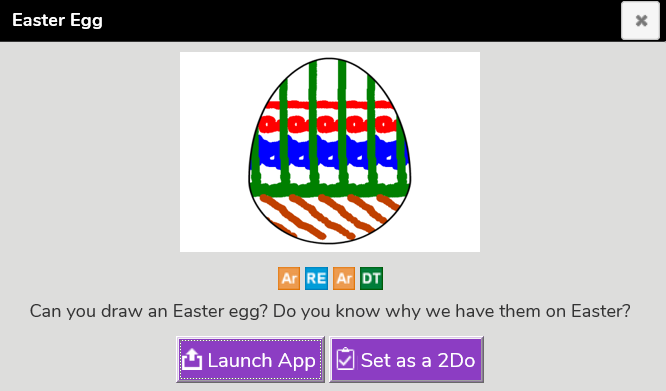 Easter Egg
Ar RE Ar DT
Can you draw an Easter egg? Do you know why we have them on Easter?
Launch App Set as a 2Do